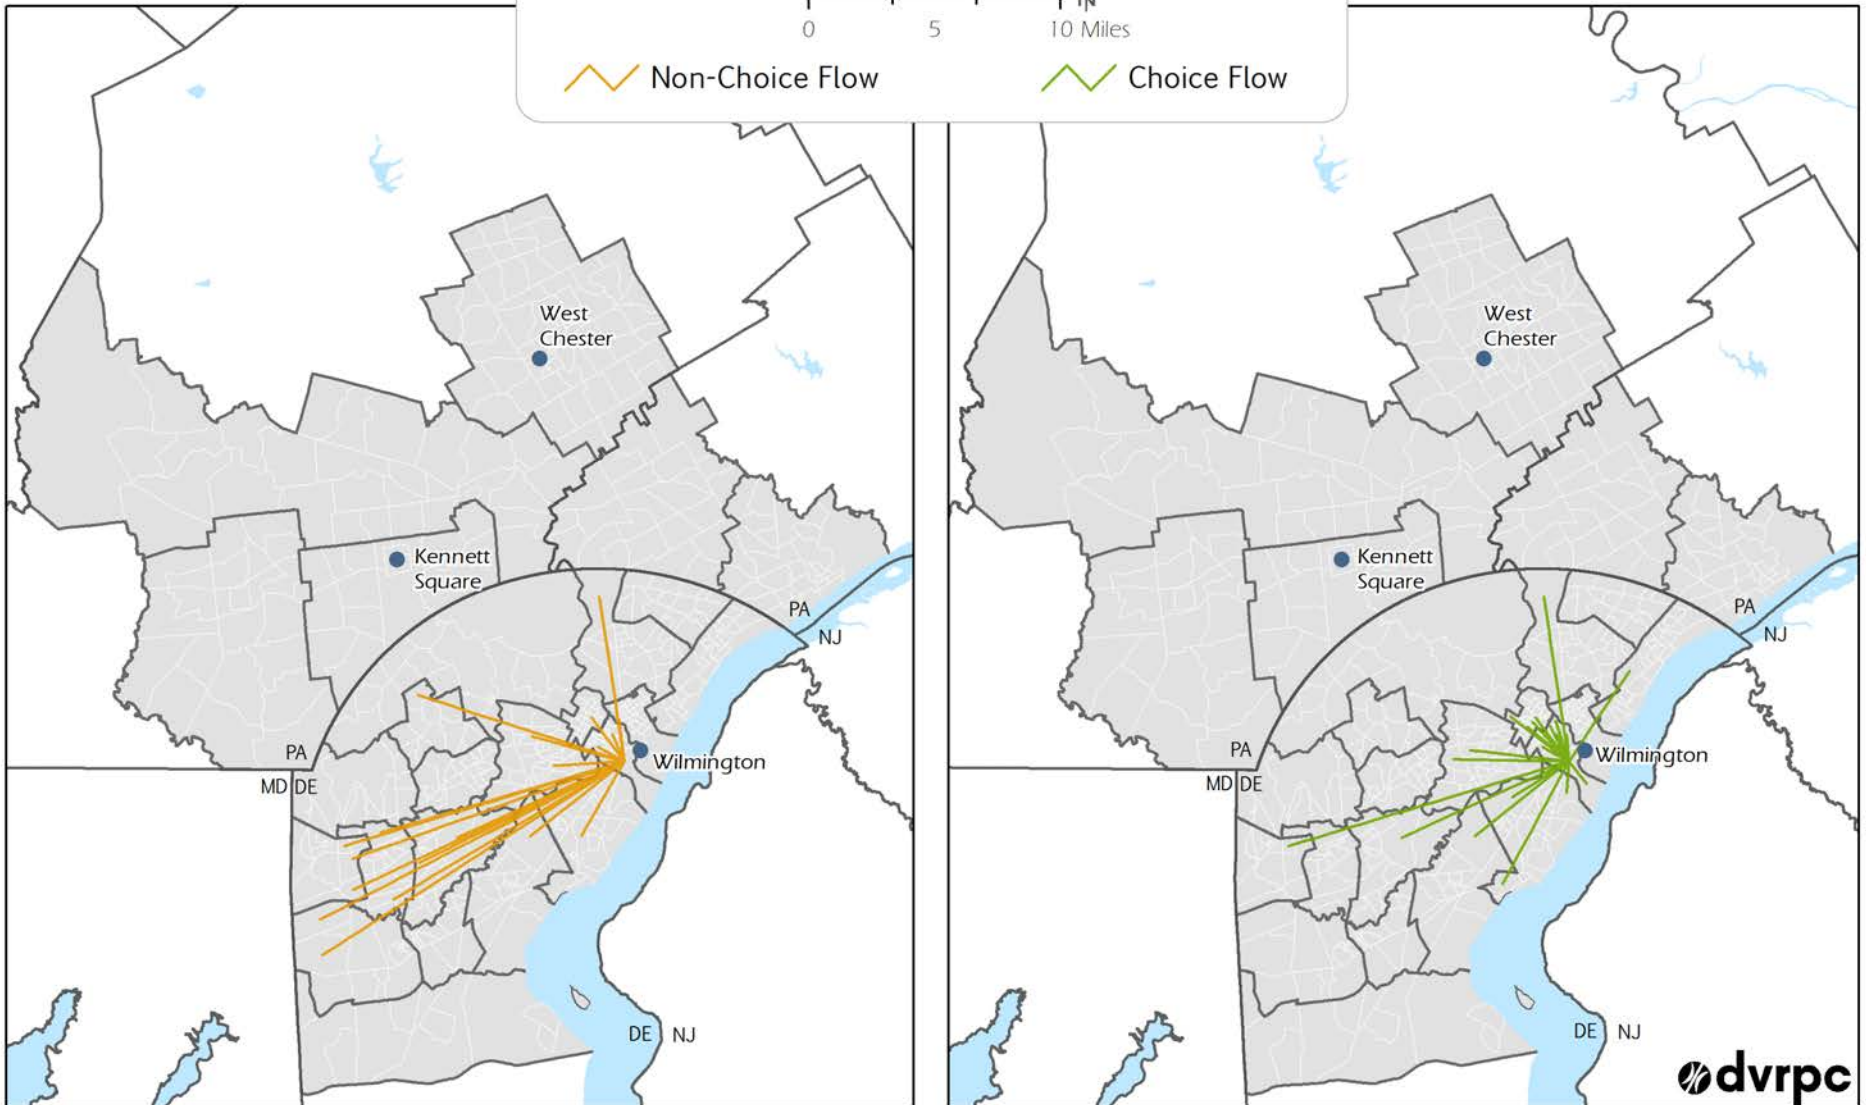 0 5 10 Miles
Non-Choice Flow Choice Flow
West
Chester
Kennett
Square
PA
NJ
PA
MD DE
Wilmington
DE NJ
West
Chester
Kennett
Square
PA
NJ
PA
MD DE
Wilmington
DE NJ
dvrpc